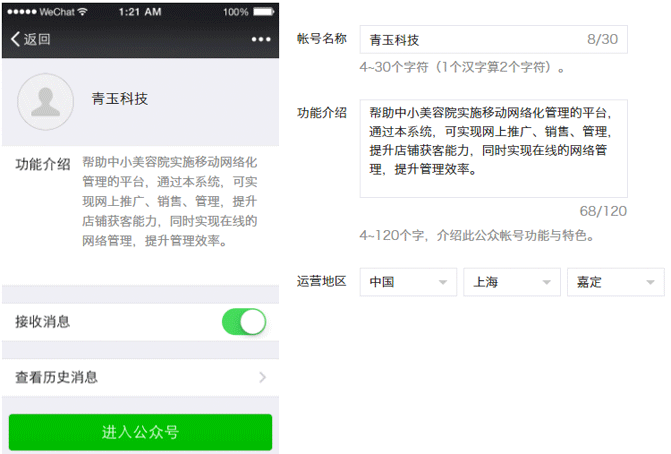 WeChat
1:21 AM
100%
返回
青玉科技
功能介绍
帮助中小美容院实施移动网络化
管理的平台，通过本系统，可实
现网上推广、销售、管理，提升
店铺获客能力，同时实现在线的
网络管理，提升管理效率。
接收消息
查看历史消息
进入公众号
帐号名称
青玉科技
8/30
4~30个字符（1个汉字算2个字符）。
功能介绍
帮助中小美容院实施移动网络化管理的平台，
通过本系统，可实现网上推广、销售、管理，
提升店铺获客能力，同时实现在线的网络管
理，提升管理效率。
68/120
4~120个字，介绍此公众帐号功能与特色。
运营地区
中国
上海
嘉定